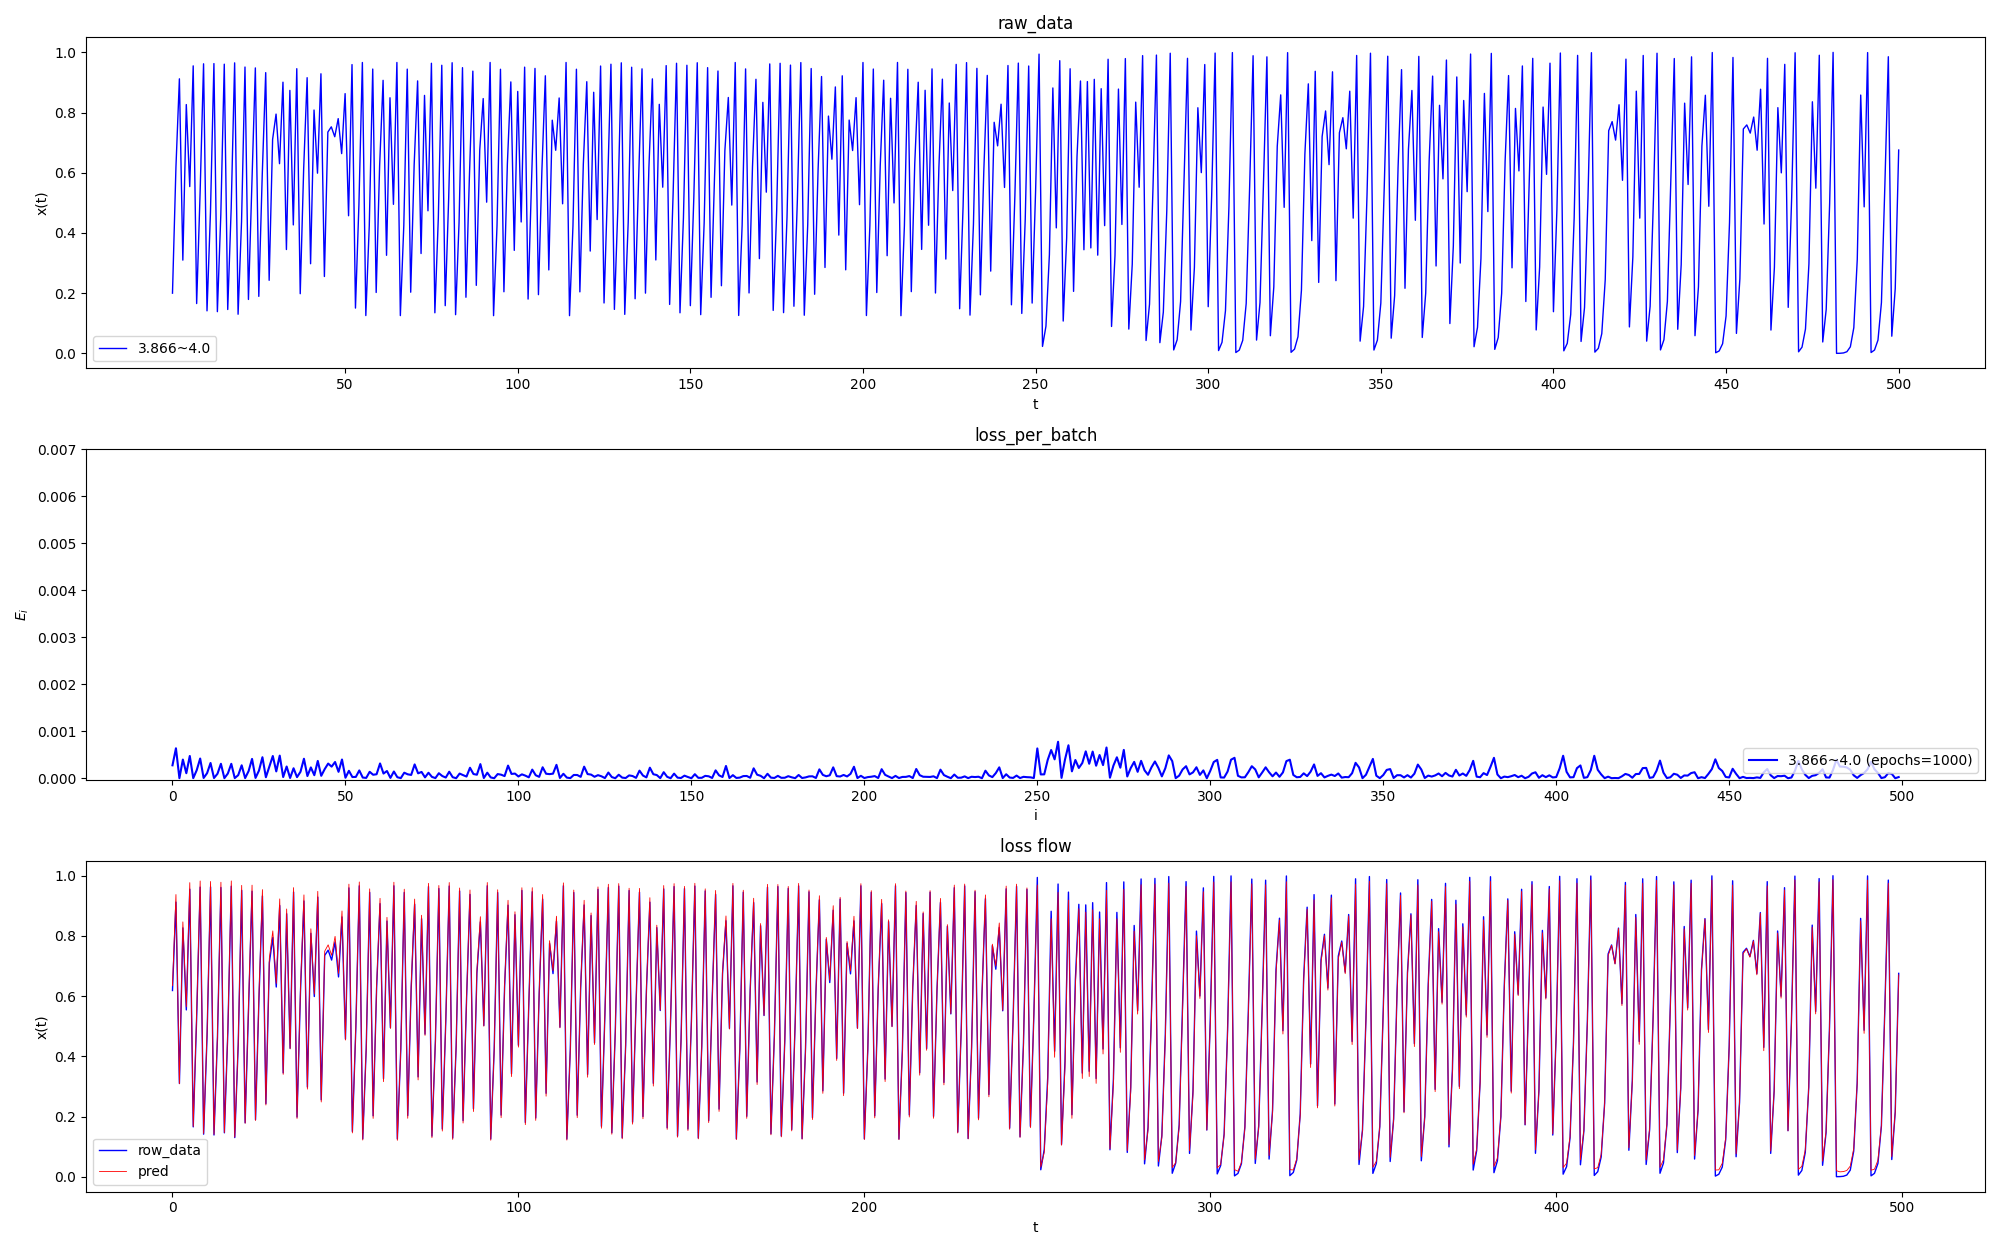 raw_data
1.0
0.8
0.6
0.4
0.2
0.0
x(t)
3.866~4.0
50 100 150 200 250 300 350 400 450 500
t
loss_per_batch
0.007
0.006
0.005
0.004
0.003
0.002
0.001
0.000
E_i
3.866~4.0 (epochs=1000)
0 50 100 150 200 250 300 350 400 450 500
i
loss flow
1.0
0.8
0.6
0.4
0.2
0.0
x(t)
row_data
pred
0 100 200 300 400 500
t